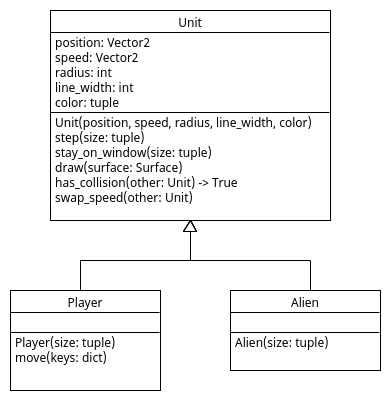 Unit
position: Vector2
speed: Vector2
radius: int
line_width: int
color: tuple
Unit(position, speed, radius, line_width, color)
step(size: tuple)
stay_on_window(size: tuple)
draw(surface: Surface)
has_collision(other: Unit) -> True
swap_speed(other: Unit)
Player
Player(size: tuple)
move(keys: dict)
Alien
Alien(size: tuple)